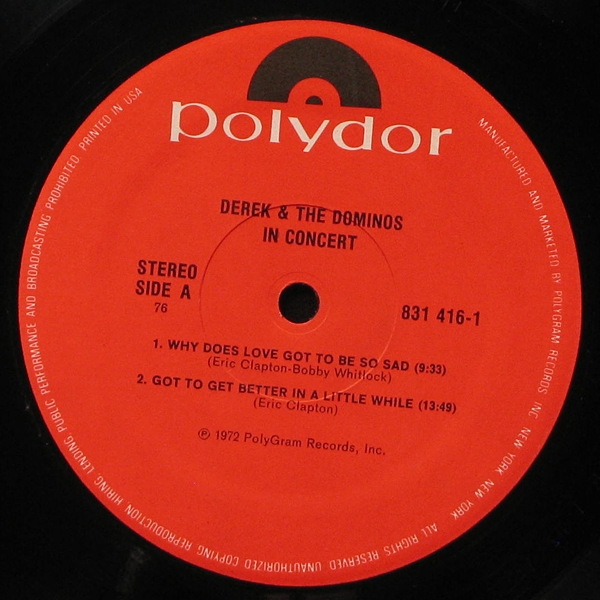 polydor
DEREK & THE DOMINOS
IN CONCERT
STEREO
SIDE A
76
831 416-1
1. WHY DOES LOVE GOT TO BE SO SAD (9:33)
(Eric Clapton-Bobby Whitlock)
2. GOT TO GET BETTER IN A LITTLE WHILE (13:49)
(Eric Clapton)
℗ 1972 PolyGram Records, Inc.
MANUFACTURED AND MARKETED BY POLYGRAM RECORDS, INC. NEW YORK, NEW YORK
ALL RIGHTS RESERVED. UNAUTHORIZED COPYING, REPRODUCTION, HIRING, LENDING, PUBLIC PERFORMANCE AND BROADCASTING PROHIBITED. PRINTED IN USA